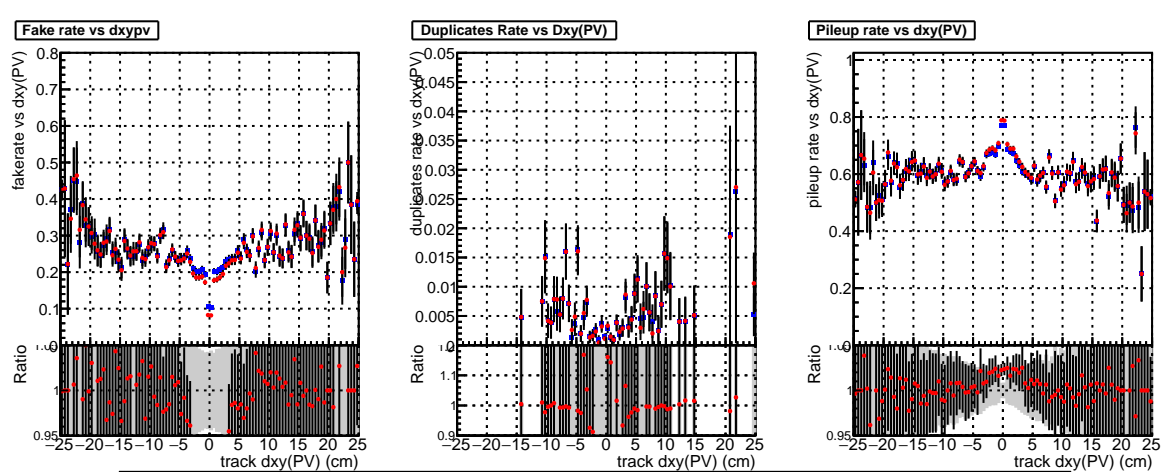 Fake rate vs dxypv
fakerate vs dxy(PV)
0.8
0.7
0.6
0.5
0.4
0.3
0.2
0.1
0
Ratio
1
0.95
−25 −20 −15 −10 −5 0 5 10 15 20 25
track dxy(PV) (cm)
Duplicates Rate vs Dxy(PV)
duplicates rate vs dxy(PV)
0.05
0.045
0.04
0.035
0.03
0.025
0.02
0.015
0.01
0.005
0
Ratio
1.1
1
0.9
−25 −20 −15 −10 −5 0 5 10 15 20 25
track dxy(PV) (cm)
Pileup rate vs dxy(PV)
pileup rate vs dxy(PV)
1
0.8
0.6
0.4
0.2
0
Ratio
1
0.95
−25 −20 −15 −10 −5 0 5 10 15 20 25
track dxy(PV) (cm)